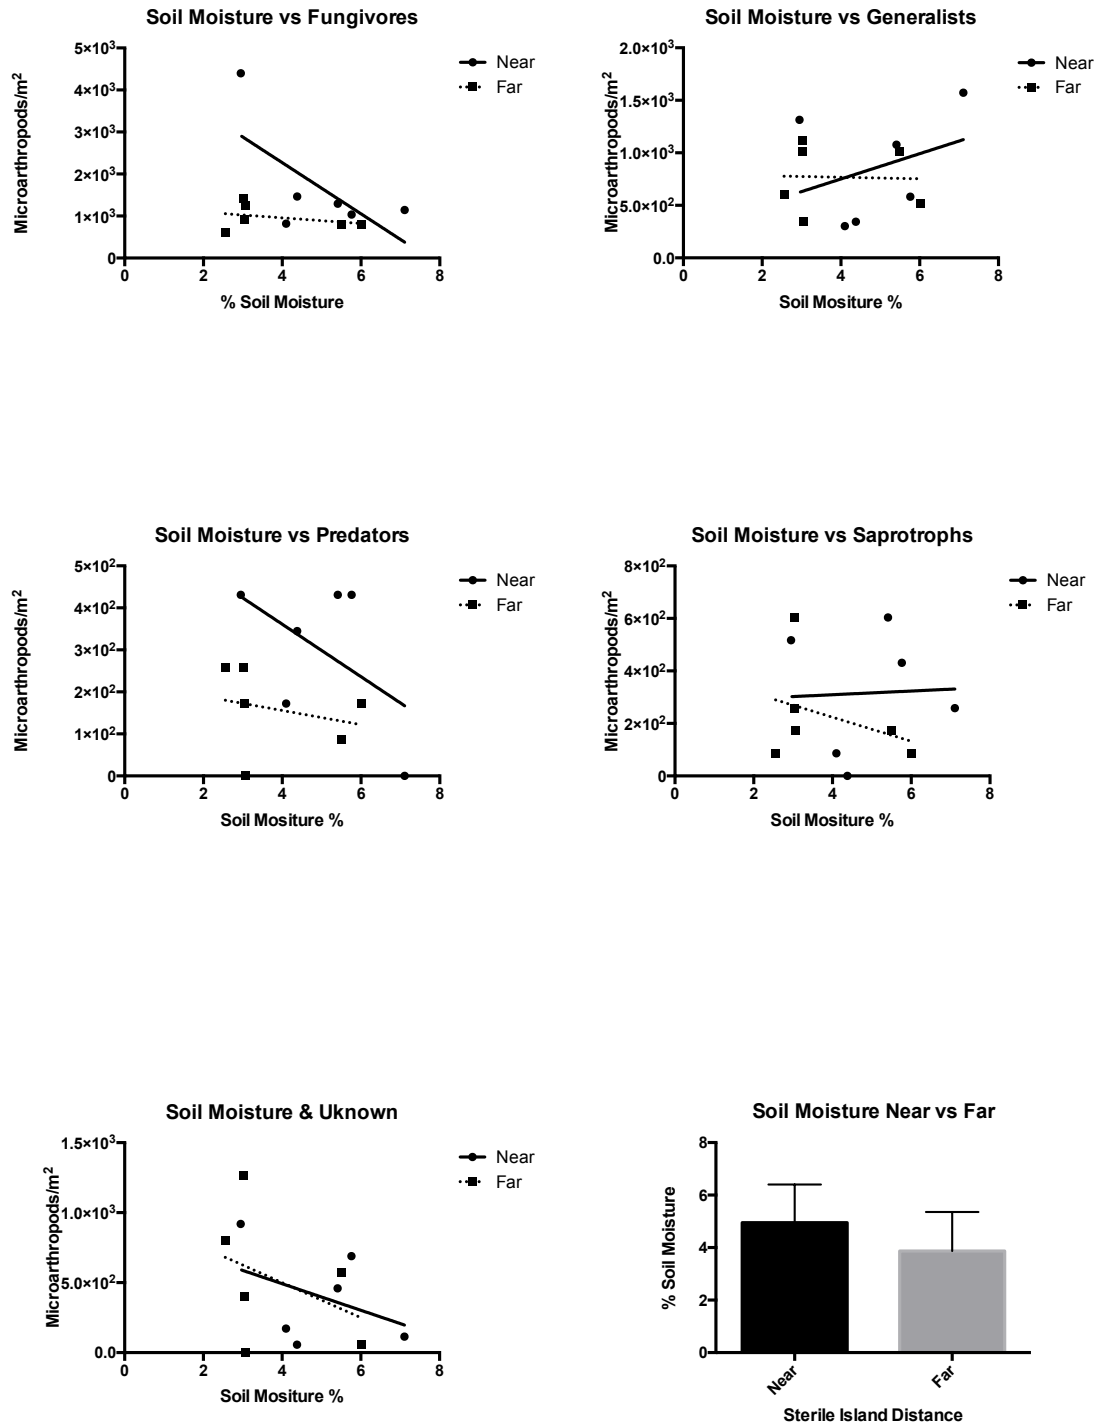 Soil Moisture vs Fungivores
5×10³
4×10³
3×10³
2×10³
1×10³
0
Microarthropods/m²
0 2 4 6 8
% Soil Moisture
Near
Far
Soil Moisture vs Generalists
2.0×10³
1.5×10³
1.0×10³
5.0×10²
0.0
Microarthropods/m²
0 2 4 6 8
Soil Mositure %
Near
Far
Soil Moisture vs Predators
5×10²
4×10²
3×10²
2×10²
1×10²
0
Microarthropods/m²
0 2 4 6 8
Soil Mositure %
Near
Far
Soil Moisture vs Saprotrophs
8×10²
6×10²
4×10²
2×10²
0
Microarthropods/m²
0 2 4 6 8
Soil Mositure %
Near
Far
Soil Moisture & Uknown
1.5×10³
1.0×10³
5.0×10²
0.0
Microarthropods/m²
0 2 4 6 8
Soil Mositure %
Near
Far
Soil Moisture Near vs Far
8
6
4
2
0
% Soil Moisture
Near
Far
Sterile Island Distance